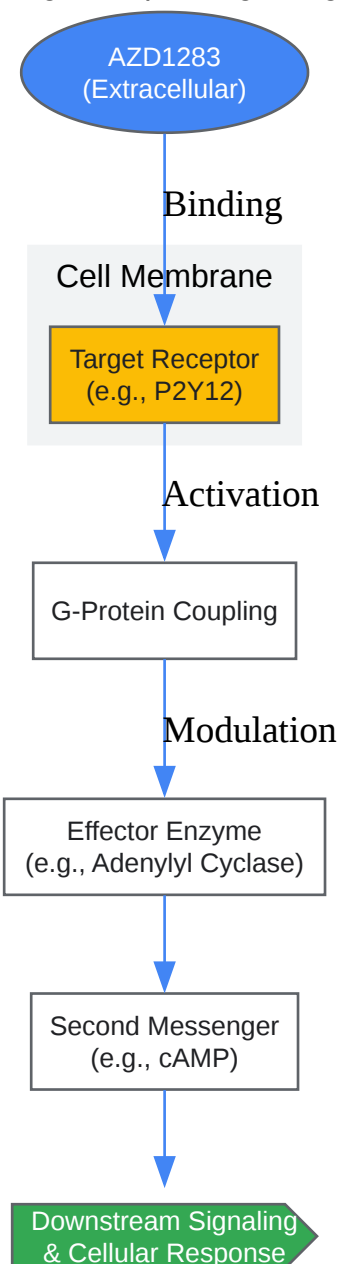 AZD1283
(Extracellular)
Binding
Cell Membrane
Target Receptor
(e.g., P2Y12)
Activation
G-Protein Coupling
Modulation
Effector Enzyme
(e.g., Adenylyl Cyclase)
Second Messenger
(e.g., cAMP)
Downstream Signaling
& Cellular Response